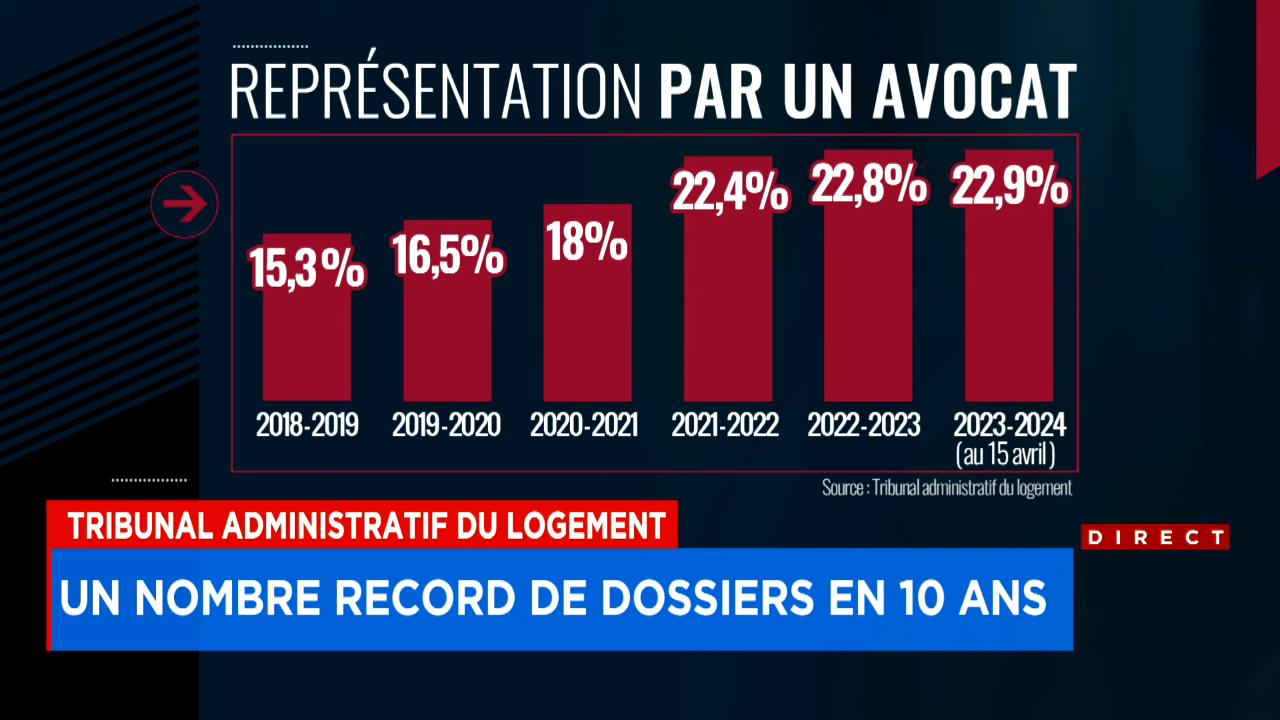 REPRÉSENTATION PAR UN AVOCAT
15,3 % 16,5% 18% 22,4% 22,8% 22,9%
2018-2019 2019-2020 2020-2021 2021-2022 2022-2023 2023-2024
(au 15 avril)
Source : Tribunal administratif du logement
TRIBUNAL ADMINISTRATIF DU LOGEMENT
DIRECT
UN NOMBRE RECORD DE DOSSIERS EN 10 ANS